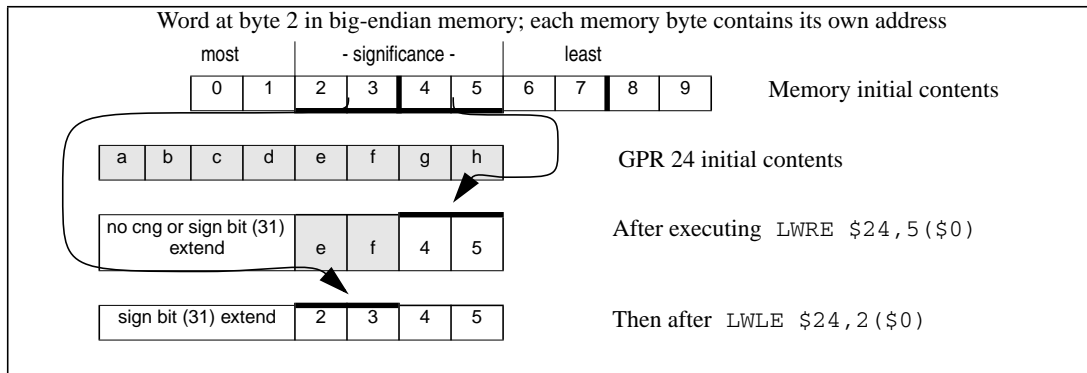 Word at byte 2 in big-endian memory; each memory byte contains its own address
most - significance - least
0 1 2 3 4 5 6 7 8 9 Memory initial contents
a b c d e f g h GPR 24 initial contents
no cng or sign bit (31)
extend e f 4 5 After executing LWRE $24,5($0)
sign bit (31) extend 2 3 4 5 Then after LWLE $24,2($0)